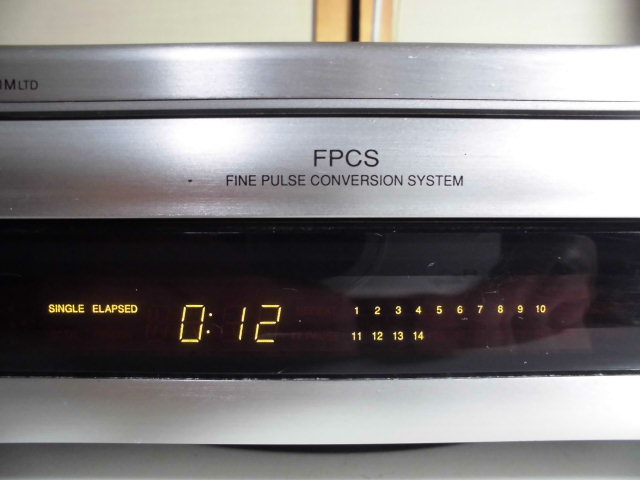 MLTD
FPCS
FINE PULSE CONVERSION SYSTEM
SINGLE ELAPSED 0:12 1 2 3 4 5 6 7 8 9 10
11 12 13 14